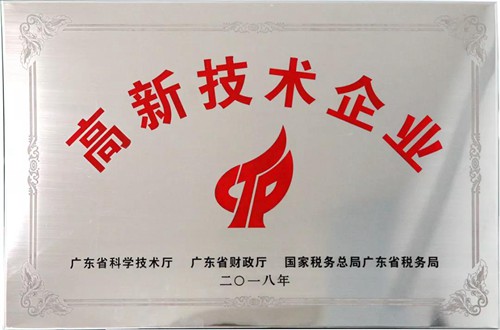 高新技术企业
广东省科学技术厅 广东省财政厅 国家税务总局广东省税务局
二〇一八年